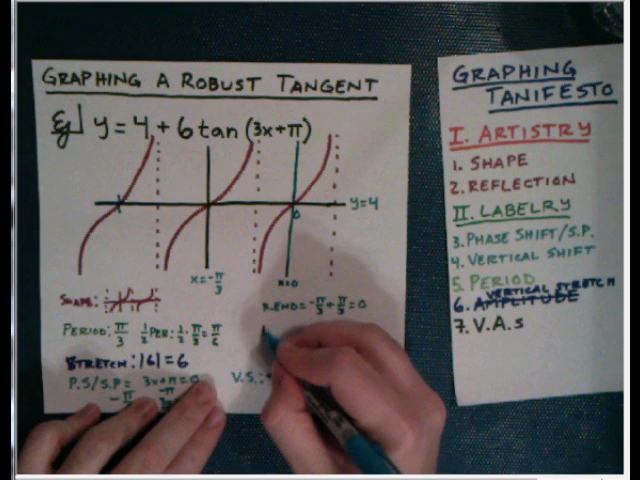 GRAPHING A ROBUST TANGENT
Eg y = 4 + 6 tan (3x+π)
y=4
0
x=-π/3
x=0
SHAPE:
X.END = -π/3 + π/3 = 0
PERIOD: π/3 1/2 PER: 1/2 · π/3 = π/6
STRETCH: |6| = 6
P.S/S.P = 3x+π=0
-π -π
V.S.:
GRAPHING
TANIFESTO
I. ARTISTRY
1. SHAPE
2. REFLECTION
II. LABELRY
3. PHASE SHIFT/S.P.
4. VERTICAL SHIFT
5. PERIOD
VERTICAL STRETCH
6. AMPLITUDE
7. V.A.s